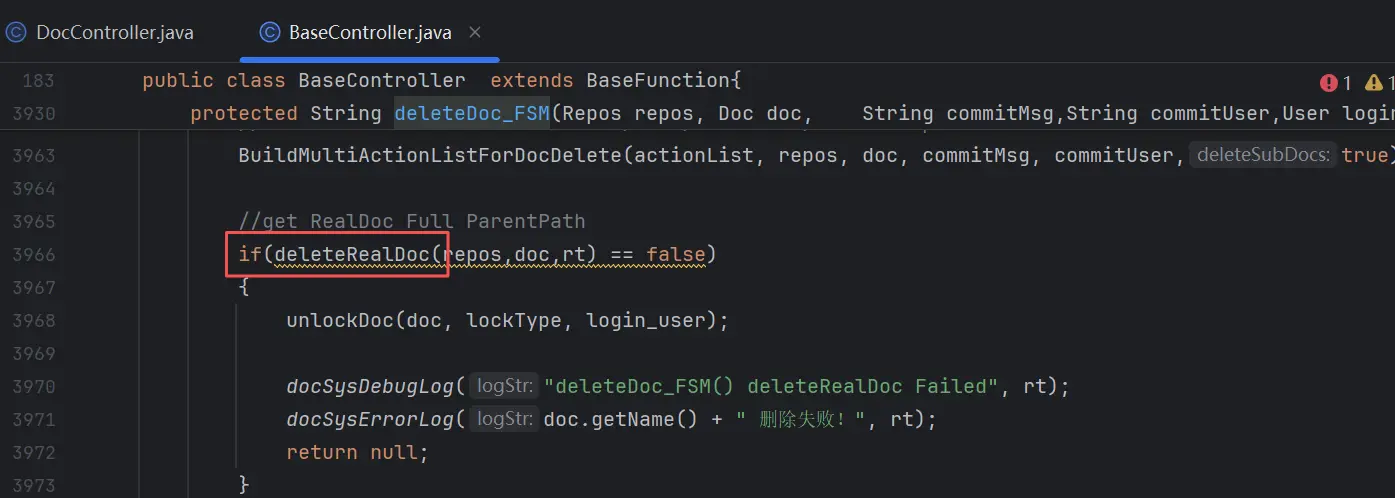 DocController.java
BaseController.java
183 public class BaseController extends BaseFunction{
1
1
3930 protected String deleteDoc_FSM(Repos repos, Doc doc, String commitMsg,String commitUser,User login
3963 BuildMultiActionListForDocDelete(actionList, repos, doc, commitMsg, commitUser, deleteSubDocs: true)
3964
3965 //get RealDoc Full ParentPath
3966 if(deleteRealDoc(repos,doc,rt) == false)
3967 {
3968 unlockDoc(doc, lockType, login_user);
3969
3970 docSysDebugLog( logStr: "deleteDoc_FSM() deleteRealDoc Failed", rt);
3971 docSysErrorLog( logStr: doc.getName() + " 删除失败！", rt);
3972 return null;
3973 }